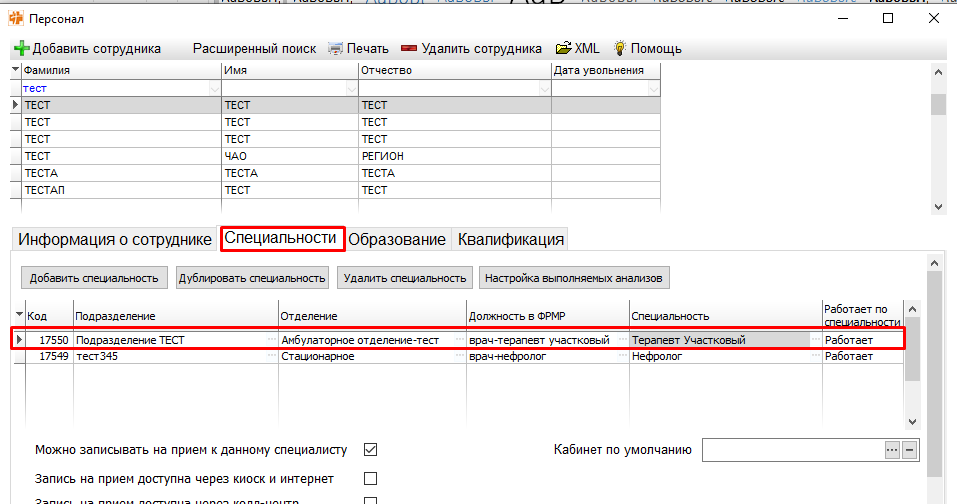 Персонал
Добавить сотрудника Расширенный поиск Печать Удалить сотрудника XML Помощь
Фамилия Имя Отчество Дата увольнения
тест
ТЕСТ ТЕСТ ТЕСТ
ТЕСТ ТЕСТ ТЕСТ
ТЕСТ ТЕСТ ТЕСТ
ТЕСТ ЧАО РЕГИОН
ТЕСТА ТЕСТА ТЕСТА
ТЕСТАП ТЕСТ ТЕСТ
Информация о сотруднике Специальности Образование Квалификация
Добавить специальность Дублировать специальность Удалить специальность Настройка выполняемых анализов
Код Подразделение Отделение Должность в ФРМР Специальность Работает по специальности
17550 Подразделение ТЕСТ Амбулаторное отделение-тест врач-терапевт участковый Терапевт Участковый Работает
17549 тест345 Стационарное врач-нефролог Нефролог Работает
Можно записывать на прием к данному специалисту Кабинет по умолчанию
Запись на прием доступна через киоск и интернет
Запись на прием доступна через колл-центр